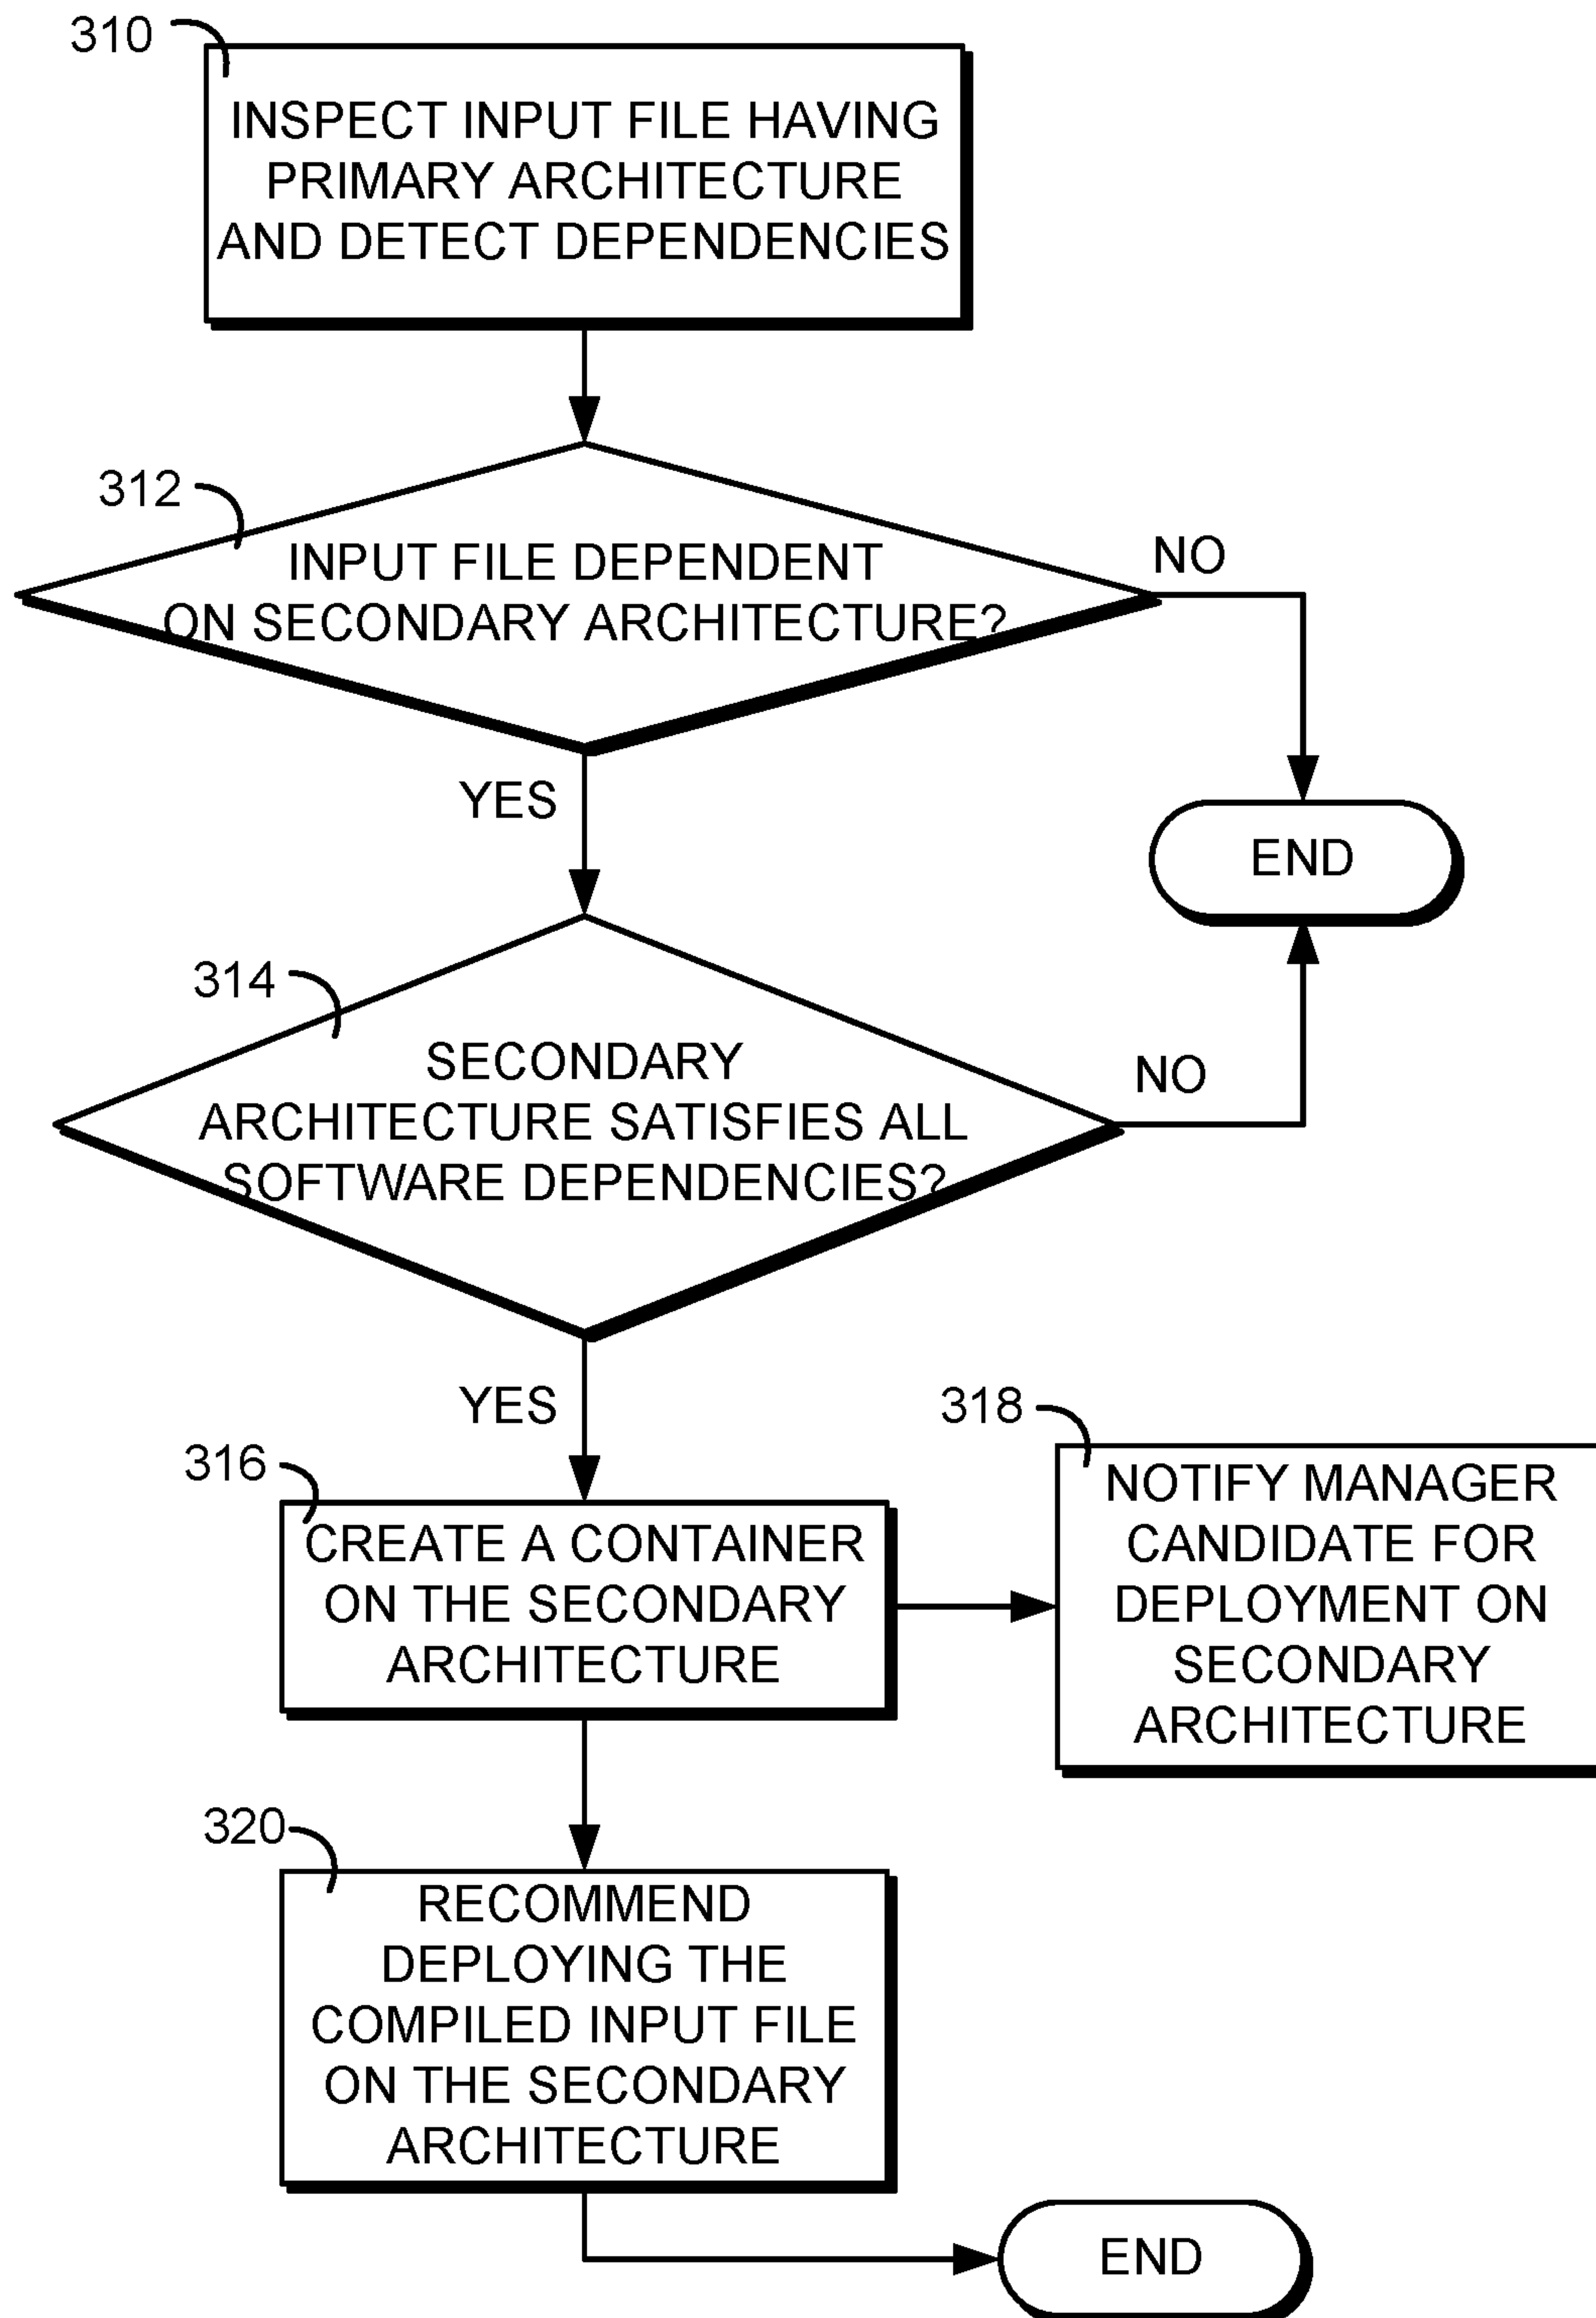 310
INSPECT INPUT FILE HAVING
PRIMARY ARCHITECTURE
AND DETECT DEPENDENCIES
312
INPUT FILE DEPENDENT
ON SECONDARY ARCHITECTURE?
NO
YES
END
314
SECONDARY
ARCHITECTURE SATISFIES ALL
SOFTWARE DEPENDENCIES?
NO
YES
316
CREATE A CONTAINER
ON THE SECONDARY
ARCHITECTURE
318
NOTIFY MANAGER
CANDIDATE FOR
DEPLOYMENT ON
SECONDARY
ARCHITECTURE
320
RECOMMEND
DEPLOYING THE
COMPILED INPUT FILE
ON THE SECONDARY
ARCHITECTURE
END